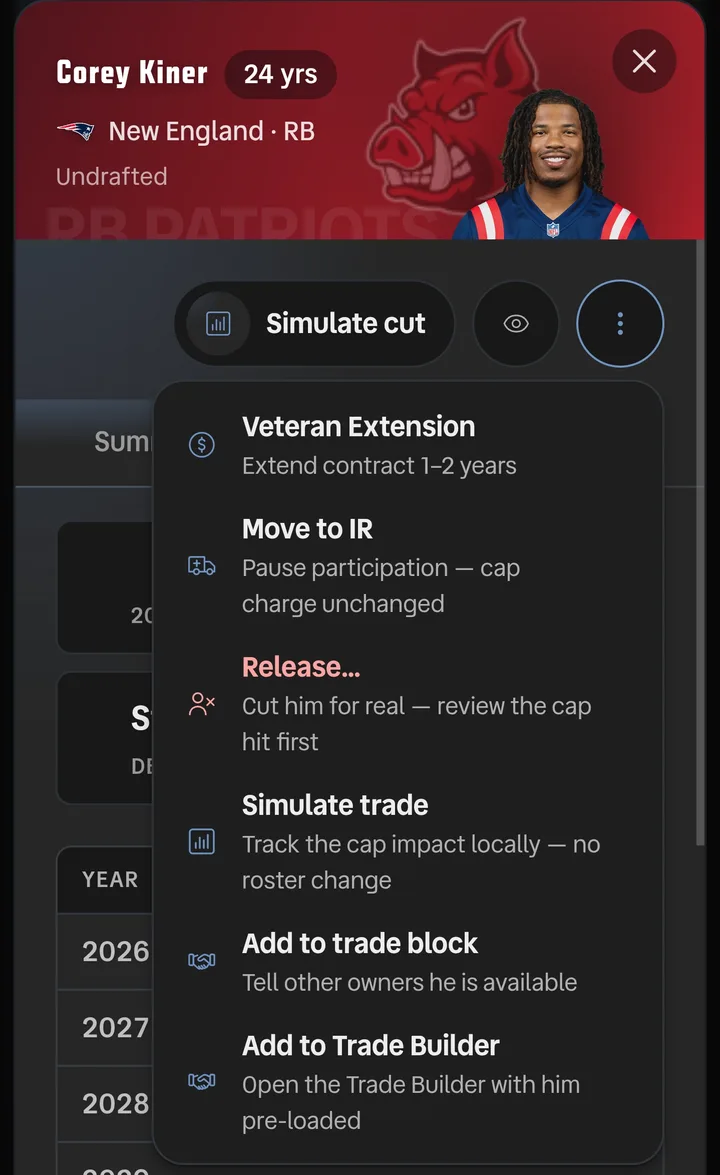 Corey Kiner 24 yrs
New England · RB
Undrafted
RB PATRIOTS
Simulate cut
Veteran Extension
Extend contract 1–2 years
Move to IR
Pause participation — cap
charge unchanged
Release...
Cut him for real — review the cap
hit first
Simulate trade
Track the cap impact locally — no
roster change
Add to trade block
Tell other owners he is available
Add to Trade Builder
Open the Trade Builder with him
pre-loaded
YEAR
2026
2027
2028